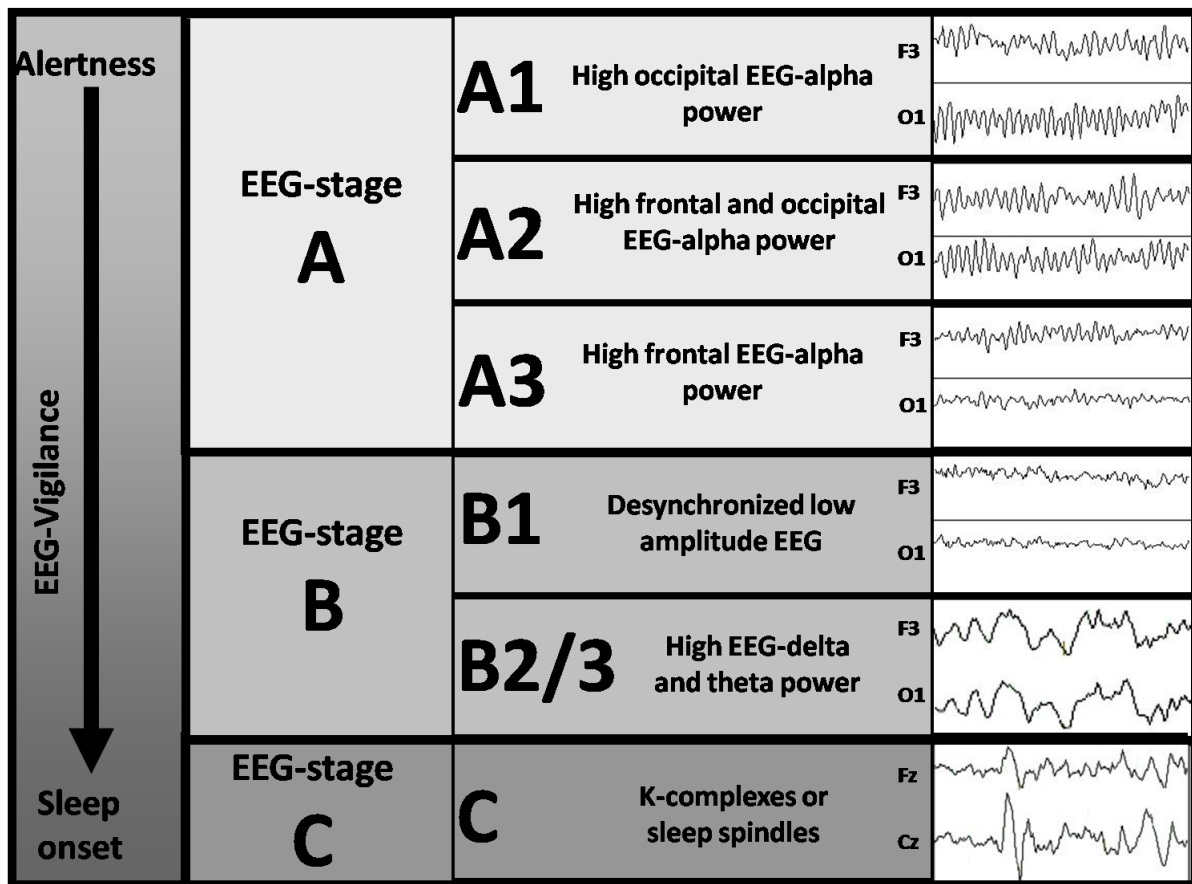 Alertness
EEG-Vigilance
Sleep
onset
EEG-stage
A
A1
High occipital EEG-alpha
power
F3
O1
A2
High frontal and occipital
EEG-alpha power
F3
O1
A3
High frontal EEG-alpha
power
F3
O1
EEG-stage
B
B1
Desynchronized low
amplitude EEG
F3
O1
B2/3
High EEG-delta
and theta power
F3
O1
EEG-stage
C
C
K-complexes or
sleep spindles
Fz
Cz